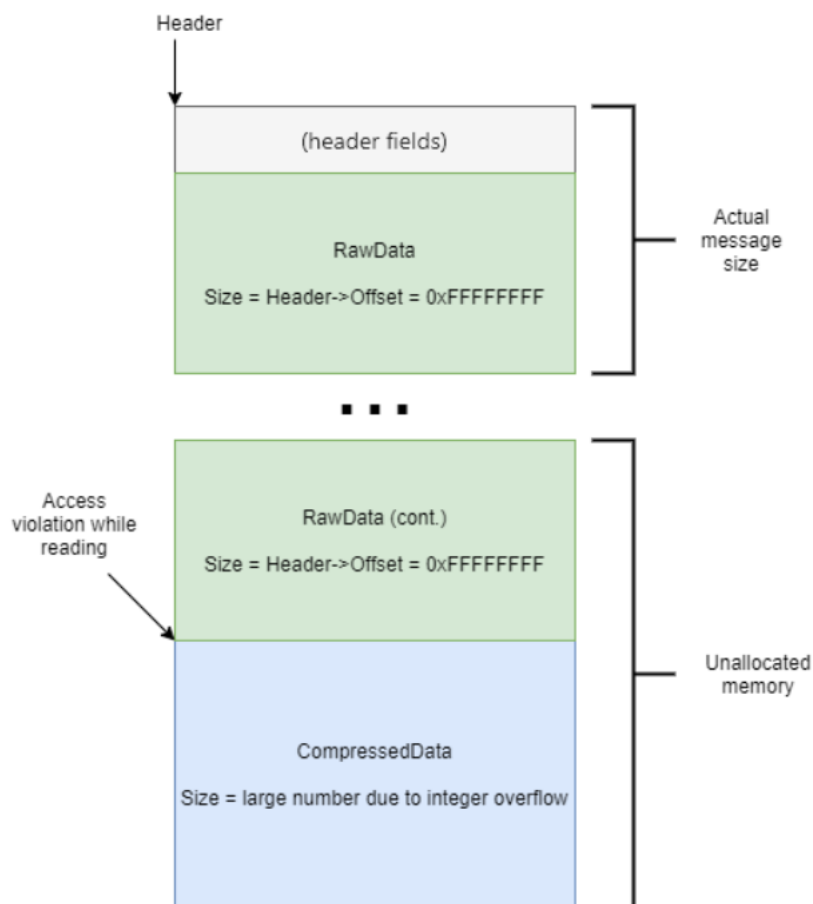 Header
(header fields)
RawData
Size = Header->Offset = 0xFFFFFFFF
Actual
message
size
...
RawData (cont.)
Size = Header->Offset = 0xFFFFFFFF
Access
violation while
reading
Unallocated
memory
CompressedData
Size = large number due to integer overflow